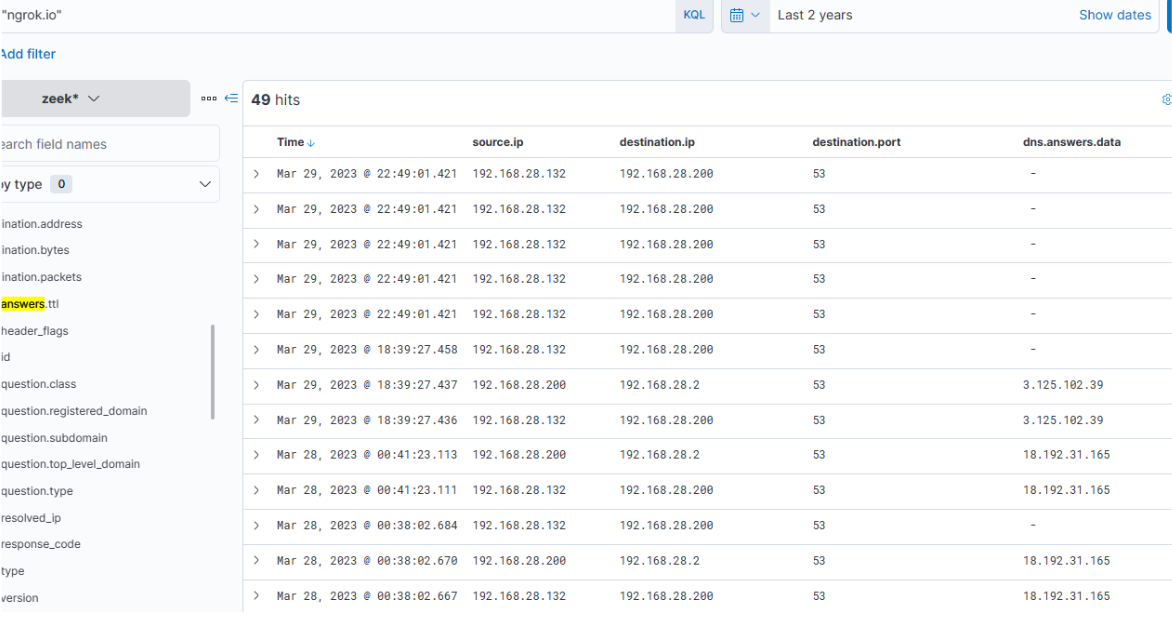 "ngrok.io"
KQL
Last 2 years
Show dates
Add filter
zeek*
49 hits
earch field names
Time source.ip destination.ip destination.port dns.answers.data
y type 0
Mar 29, 2023 @ 22:49:01.421 192.168.28.132 192.168.28.200 53 -
Mar 29, 2023 @ 22:49:01.421 192.168.28.132 192.168.28.200 53 -
ination.address
Mar 29, 2023 @ 22:49:01.421 192.168.28.132 192.168.28.200 53 -
ination.bytes
Mar 29, 2023 @ 22:49:01.421 192.168.28.132 192.168.28.200 53 -
ination.packets
answers.ttl
Mar 29, 2023 @ 22:49:01.421 192.168.28.132 192.168.28.200 53 -
header_flags
Mar 29, 2023 @ 18:39:27.458 192.168.28.132 192.168.28.200 53 -
id
question.class
Mar 29, 2023 @ 18:39:27.437 192.168.28.200 192.168.28.2 53 3.125.102.39
question.registered_domain
Mar 29, 2023 @ 18:39:27.436 192.168.28.132 192.168.28.200 53 3.125.102.39
question.subdomain
Mar 28, 2023 @ 00:41:23.113 192.168.28.200 192.168.28.2 53 18.192.31.165
question.top_level_domain
question.type
Mar 28, 2023 @ 00:41:23.111 192.168.28.132 192.168.28.200 53 18.192.31.165
resolved_ip
Mar 28, 2023 @ 00:38:02.684 192.168.28.132 192.168.28.200 53 -
response_code
Mar 28, 2023 @ 00:38:02.670 192.168.28.200 192.168.28.2 53 18.192.31.165
type
version
Mar 28, 2023 @ 00:38:02.667 192.168.28.132 192.168.28.200 53 18.192.31.165